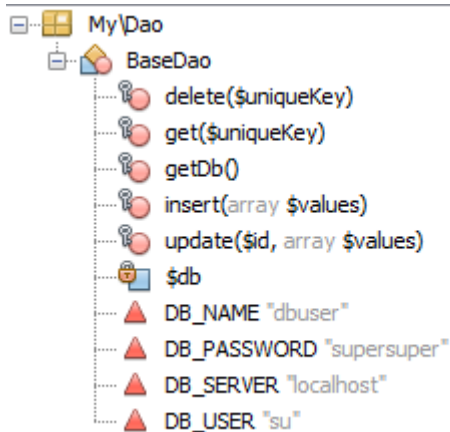 My\Dao
BaseDao
delete($uniqueKey)
get($uniqueKey)
getDb()
insert(array $values)
update($id, array $values)
$db
DB_NAME "dbuser"
DB_PASSWORD "supersuper"
DB_SERVER "localhost"
DB_USER "su"